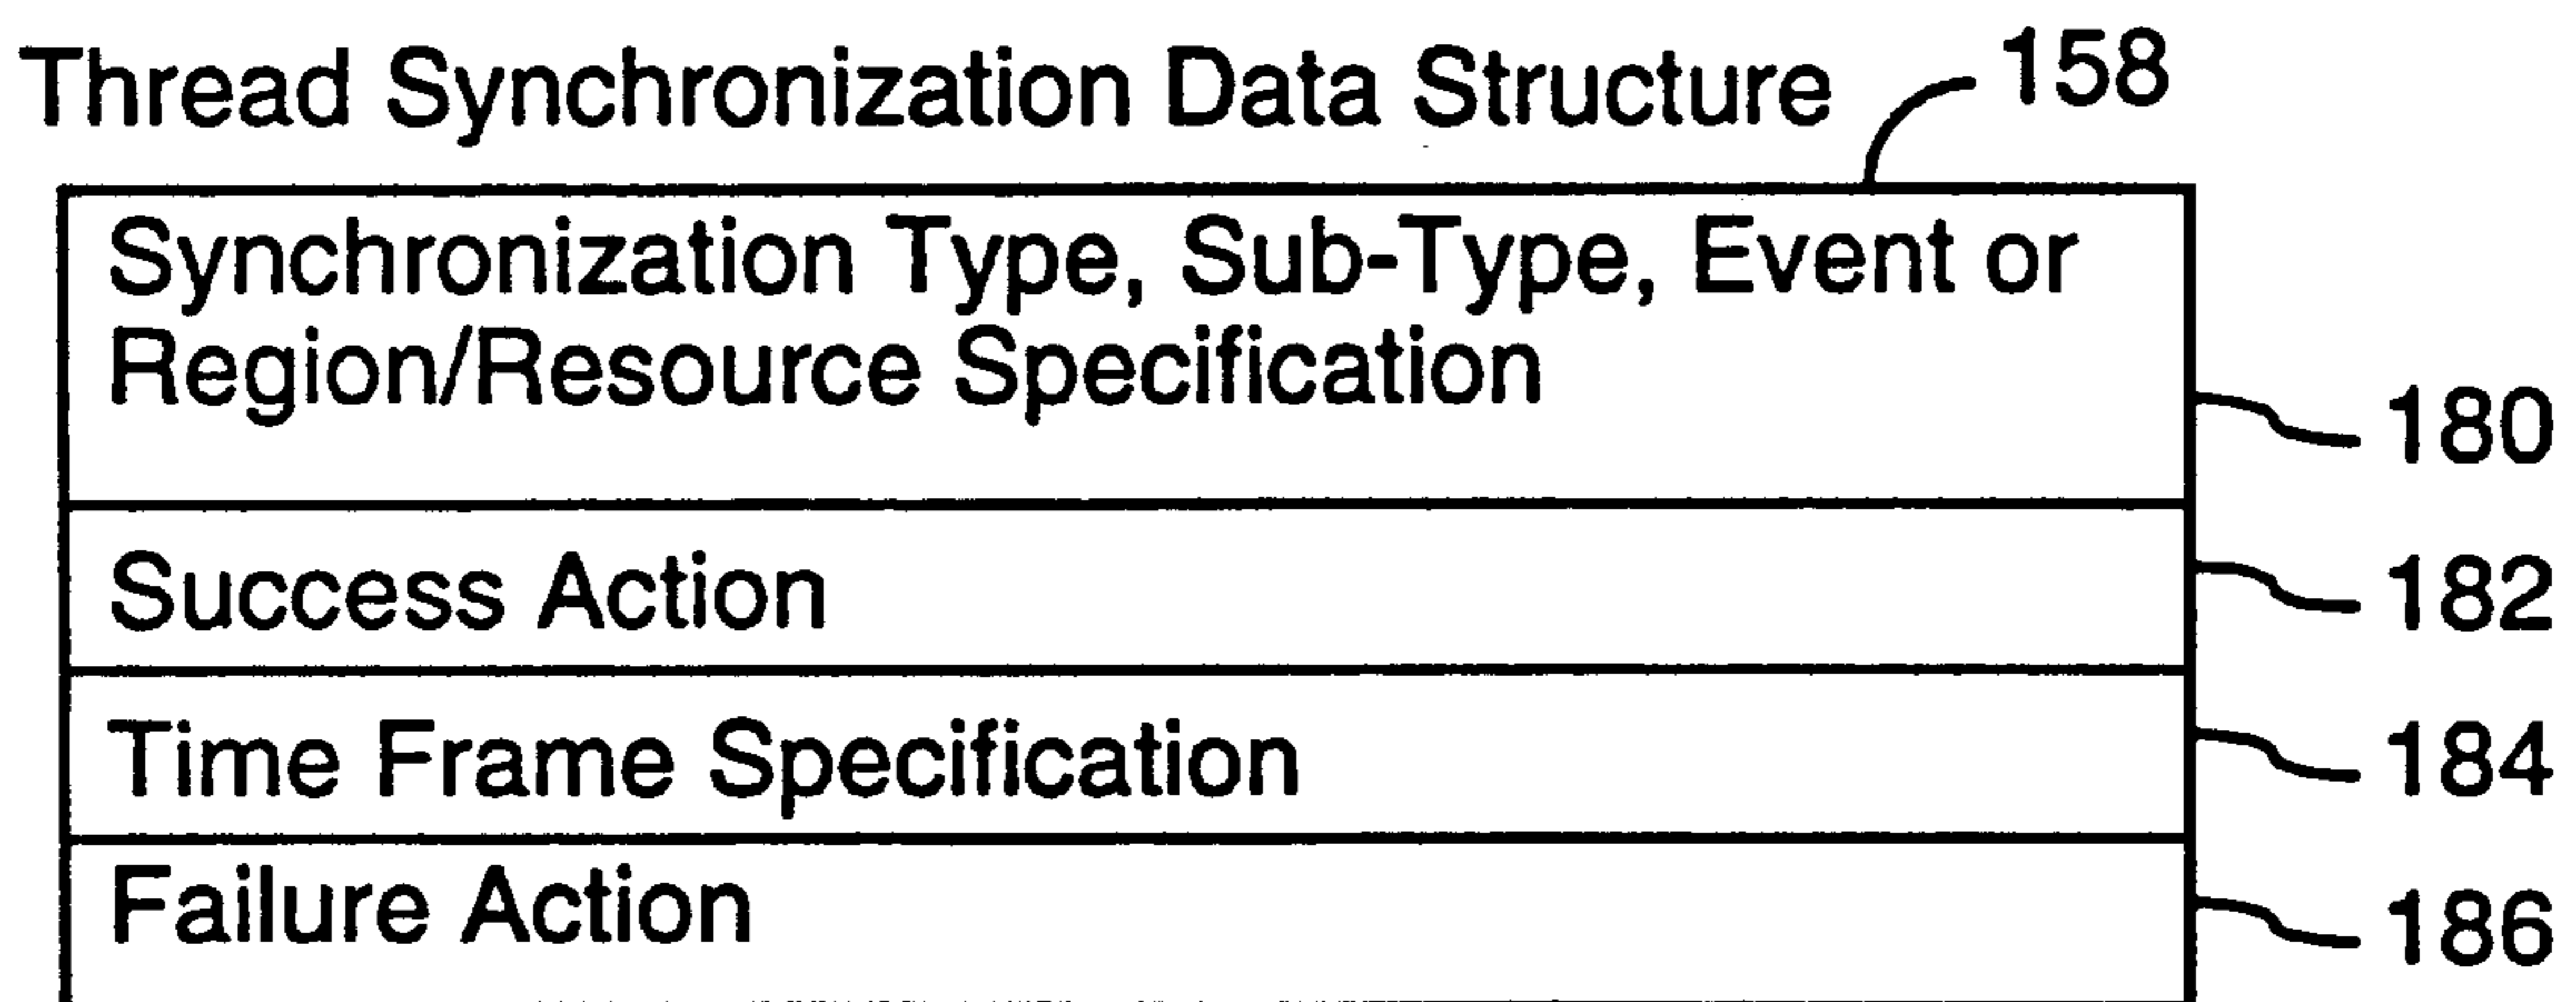 Thread Synchronization Data Structure 158
Synchronization Type, Sub-Type, Event or
Region/Resource Specification
180
Success Action 182
Time Frame Specification 184
Failure Action 186